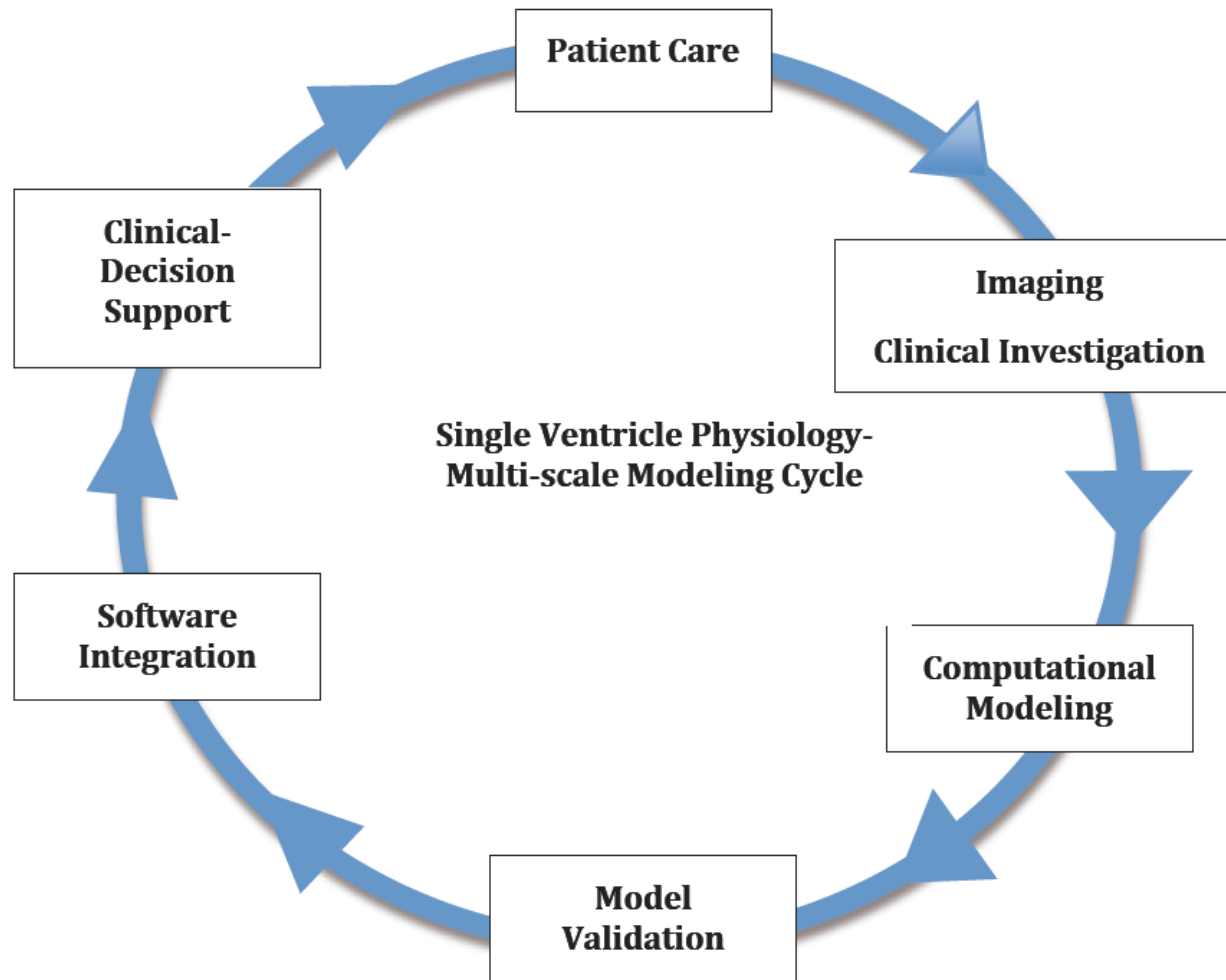 Patient Care
Imaging
Clinical Investigation
Clinical-
Decision
Support
Single Ventricle Physiology-
Multi-scale Modeling Cycle
Software
Integration
Computational
Modeling
Model
Validation